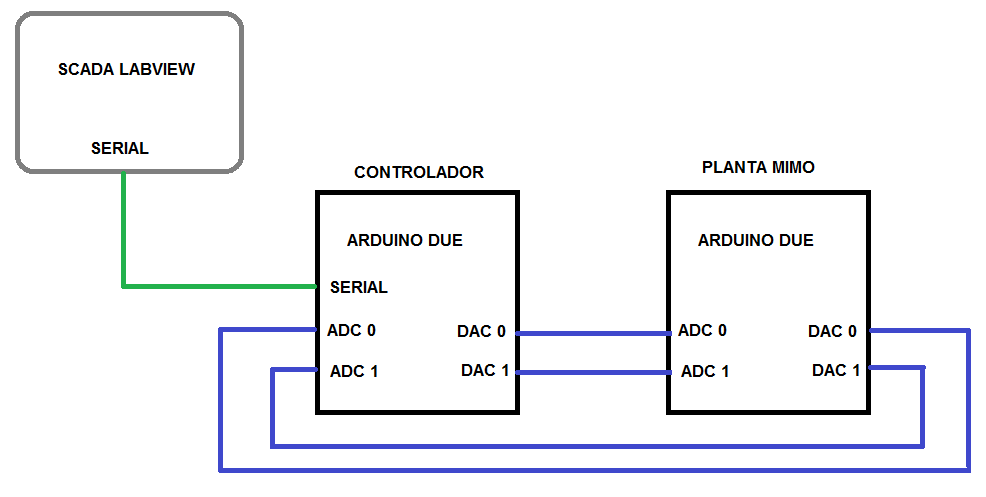 SCADA LABVIEW
SERIAL
CONTROLADOR
ARDUINO DUE
SERIAL
ADC 0
DAC 0
ADC 1
DAC 1
PLANTA MIMO
ARDUINO DUE
ADC 0
DAC 0
ADC 1
DAC 1